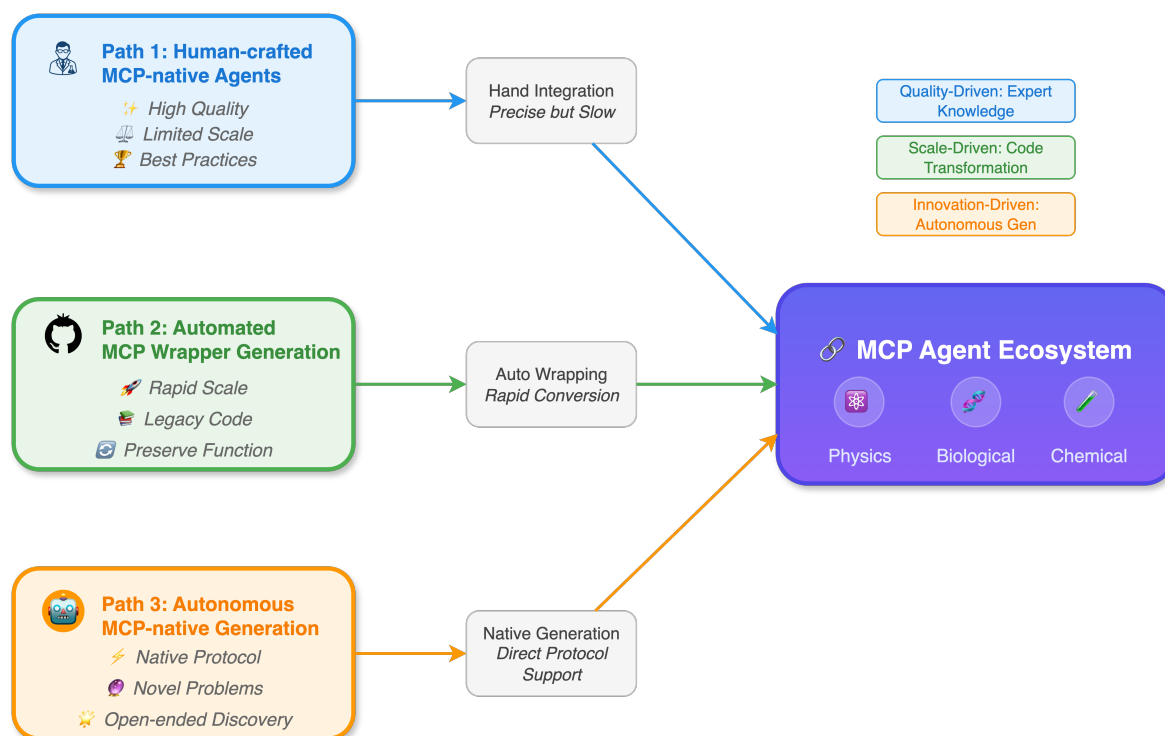 Path 1: Human-crafted
MCP-native Agents
High Quality
Limited Scale
Best Practices
Hand Integration
Precise but Slow
Quality-Driven: Expert
Knowledge
Scale-Driven: Code
Transformation
Innovation-Driven:
Autonomous Gen
Path 2: Automated
MCP Wrapper Generation
Rapid Scale
Legacy Code
Preserve Function
Auto Wrapping
Rapid Conversion
MCP Agent Ecosystem
Physics
Biological
Chemical
Path 3: Autonomous
MCP-native Generation
Native Protocol
Novel Problems
Open-ended Discovery
Native Generation
Direct Protocol
Support